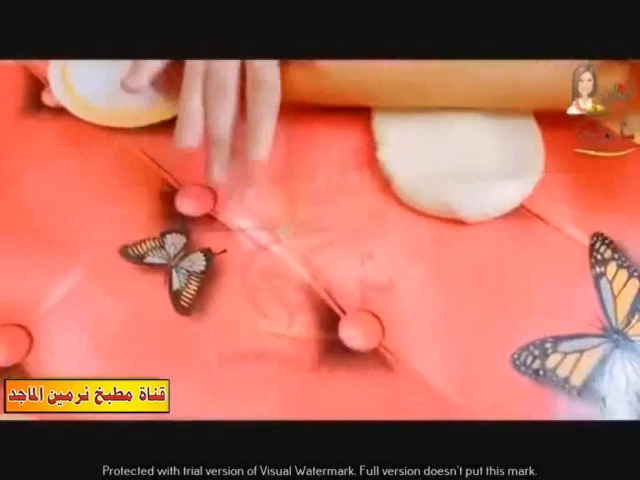 قناة مطبخ نرمين الماجد
Protected with trial version of Visual Watermark. Full version doesn't put this mark.